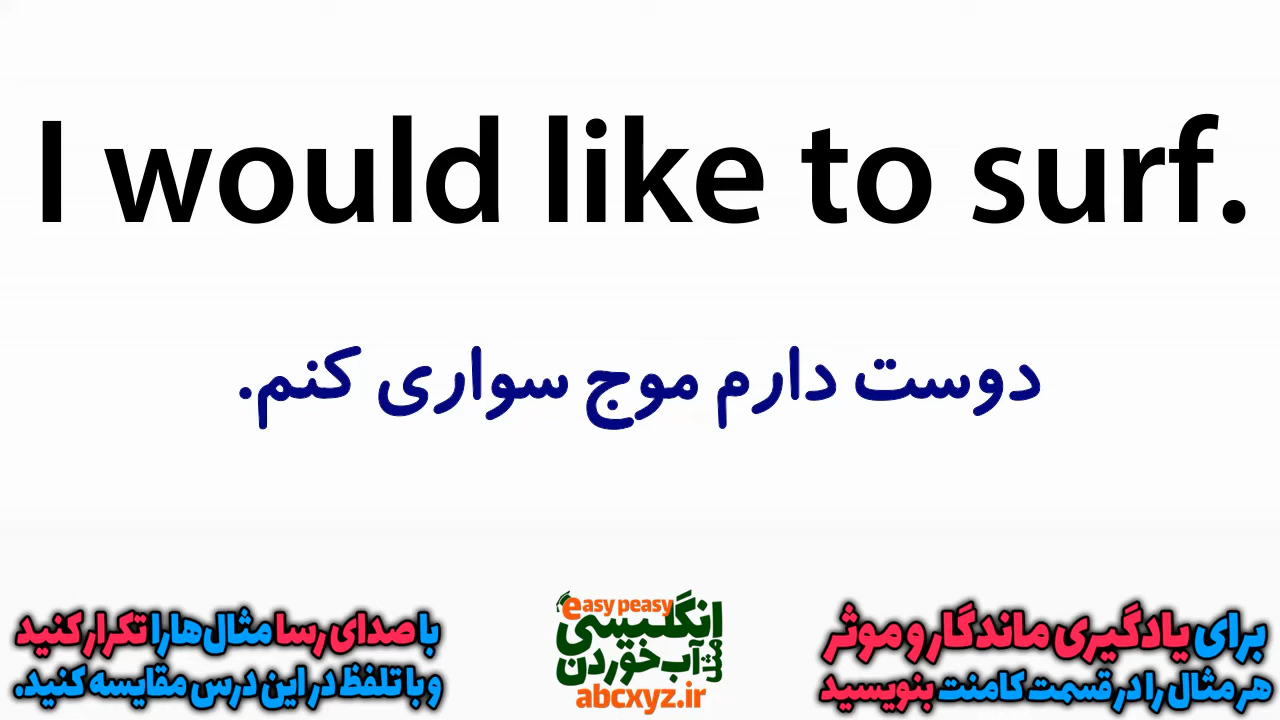 I would like to surf.
دوست دارم موج سواری کنم.
برای یادگیری ماندگار و موثر
هر مثال را در قسمت کامنت بنویسید
easy peasy
انگلیسی
مثل
آب خوردن
abcxyz.ir
با صدای رسا مثال‌ها را تکرار کنید
و با تلفظ در این درس مقایسه کنید.